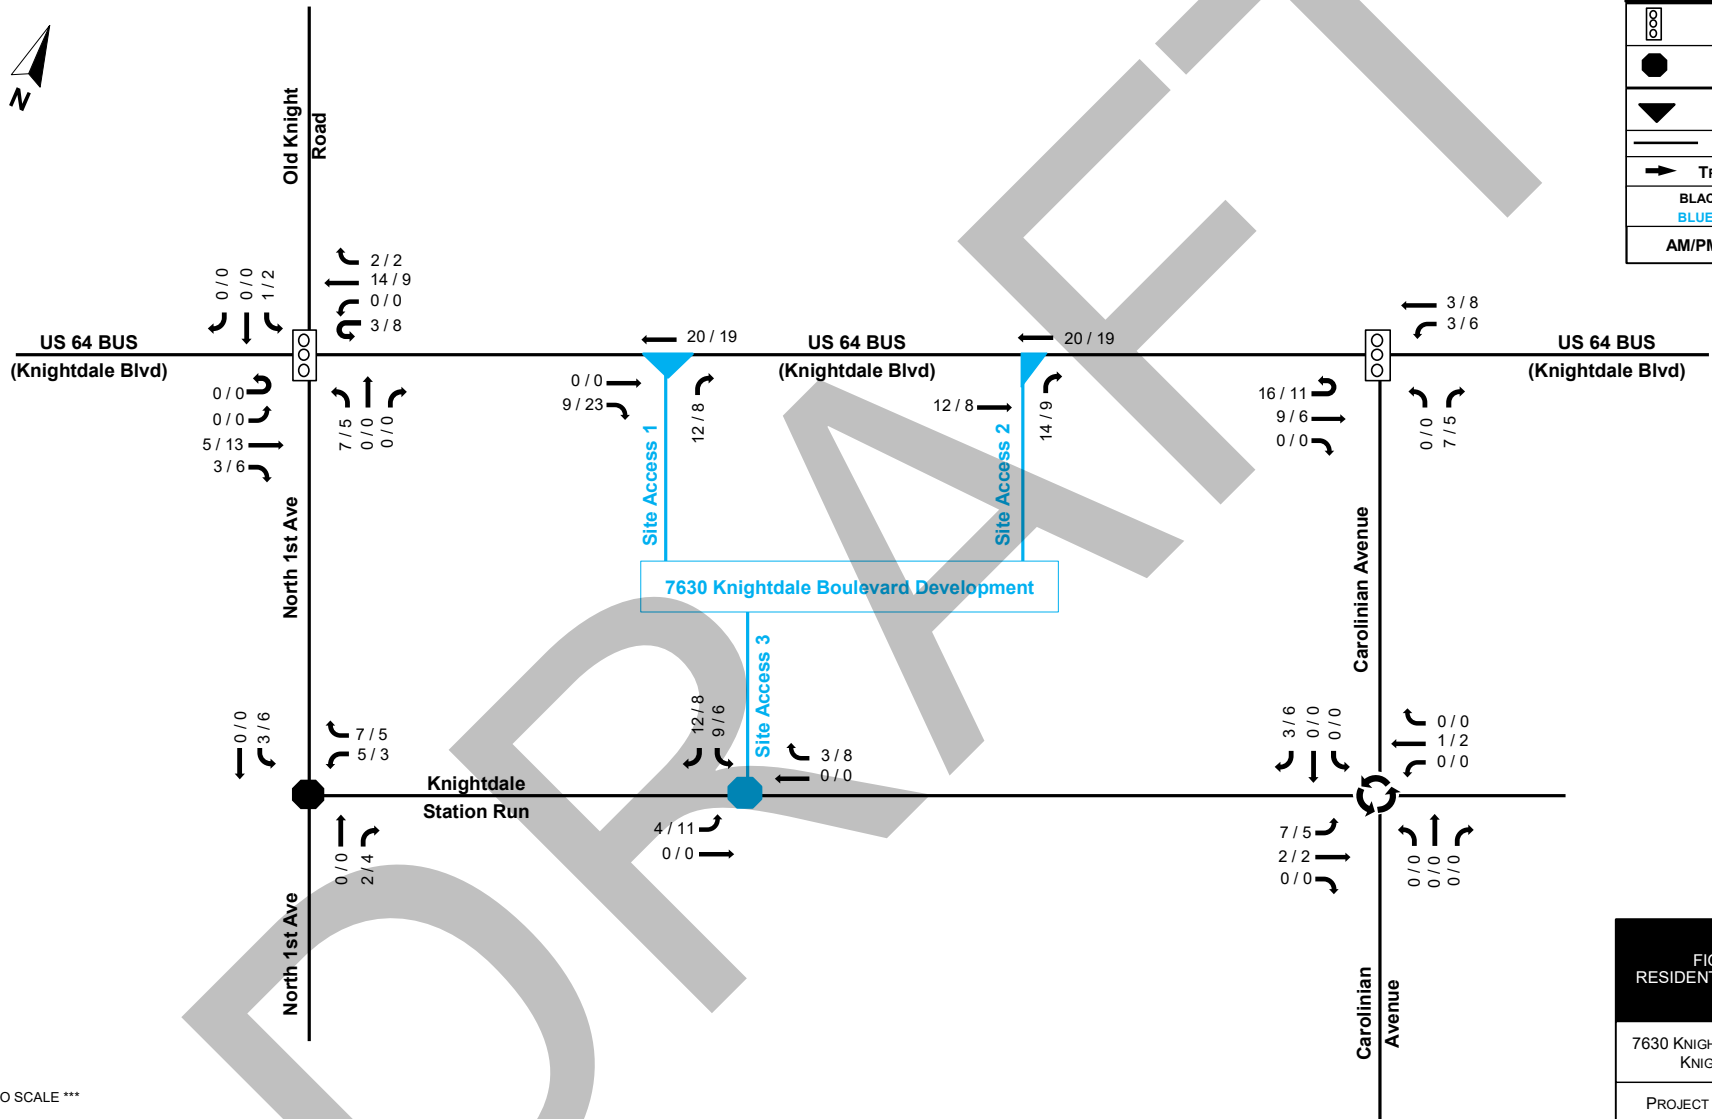 N
Old Knight
Road
TR
BLAC
BLUE
AM/PM
0 / 0
0 / 0
1 / 2
2 / 2
14 / 9
0 / 0
3 / 8
US 64 BUS
(Knightdale Blvd)
0 / 0
0 / 0
5 / 13
3 / 6
7 / 5
0 / 0
0 / 0
20 / 19
0 / 0
9 / 23
12 / 8
US 64 BUS
(Knightdale Blvd)
20 / 19
12 / 8
14 / 9
3 / 8
3 / 6
US 64 BUS
(Knightdale Blvd)
16 / 11
9 / 6
0 / 0
0 / 0
7 / 5
Site Access 1
Site Access 2
North 1st Ave
Carolinian Avenue
7630 Knightdale Boulevard Development
Site Access 3
0 / 0
3 / 6
7 / 5
5 / 3
Knightdale
Station Run
0 / 0
2 / 4
12 / 8
9 / 6
3 / 8
0 / 0
4 / 11
0 / 0
3 / 6
0 / 0
0 / 0
0 / 0
1 / 2
0 / 0
7 / 5
2 / 2
0 / 0
0 / 0
0 / 0
0 / 0
North 1st Ave
Carolinian
Avenue
DRAFT
FIG
RESIDENT
7630 KNIGH
KNIG
PROJECT
O SCALE ***